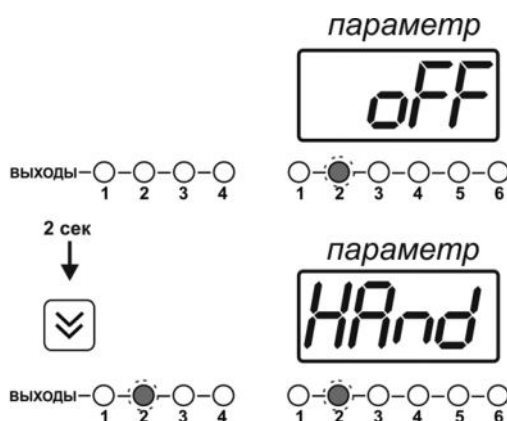 параметр
oFF
ВЫХОДЫ 1 2 3 4 1 2 3 4 5 6
2 сек
параметр
HAnd
ВЫХОДЫ 1 2 3 4 1 2 3 4 5 6